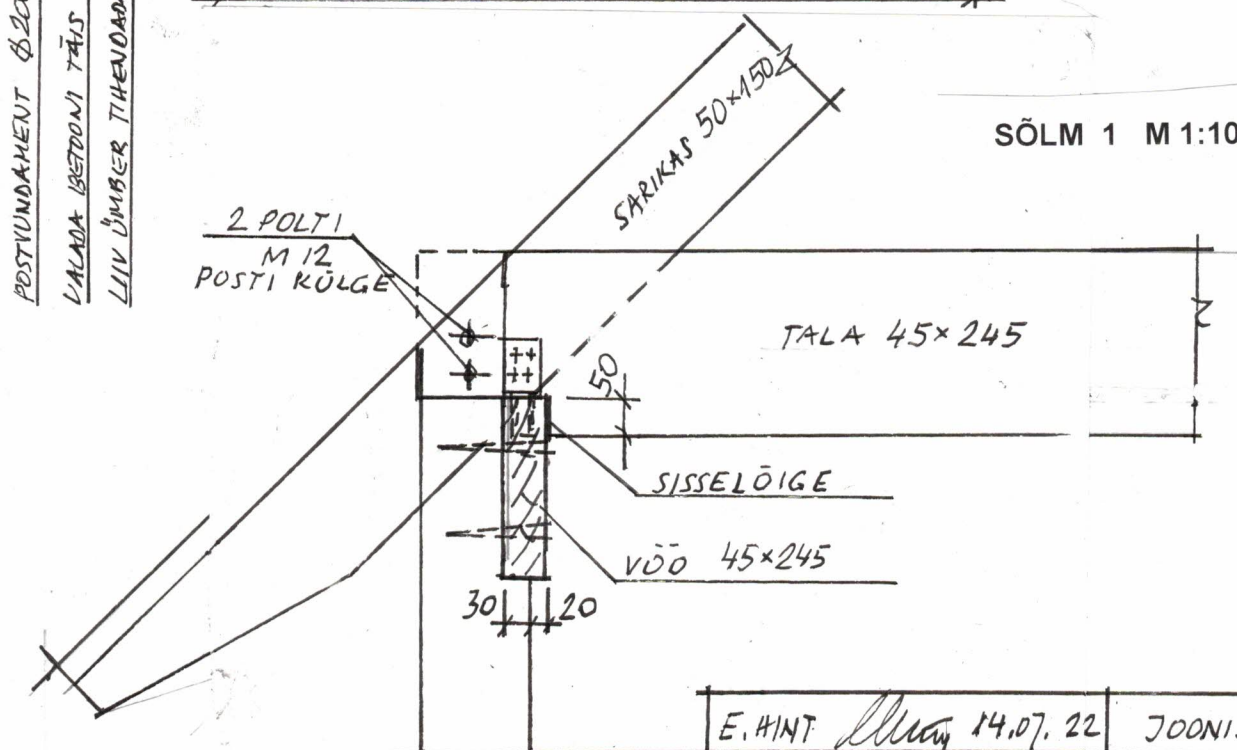 POSTVUNDAMENT Ø20
VALADA BETOONI TÄIS
LIIV ÜMBER TIHENDADA
SARIKAS 50×150
SÕLM 1 M 1:10
2 POLTI
M 12
POSTI KÜLGE
TALA 45×245
50
SISSELÕIGE
VÖÖ 45×245
30 20
E. HINT 14.07.22 JOONIS